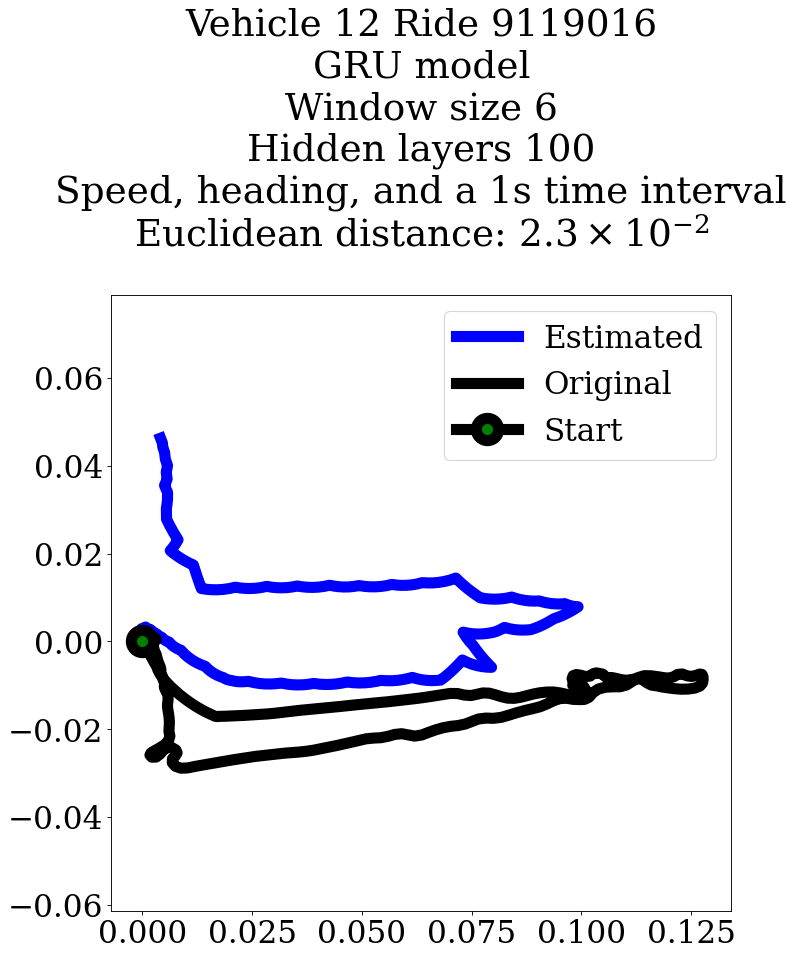 Vehicle 12 Ride 9119016
GRU model
Window size 6
Hidden layers 100
Speed, heading, and a 1s time interval
Euclidean distance: 2.3 × 10⁻²
Estimated
Original
Start
0.06
0.04
0.02
0.00
−0.02
−0.04
−0.06
0.000 0.025 0.050 0.075 0.100 0.125